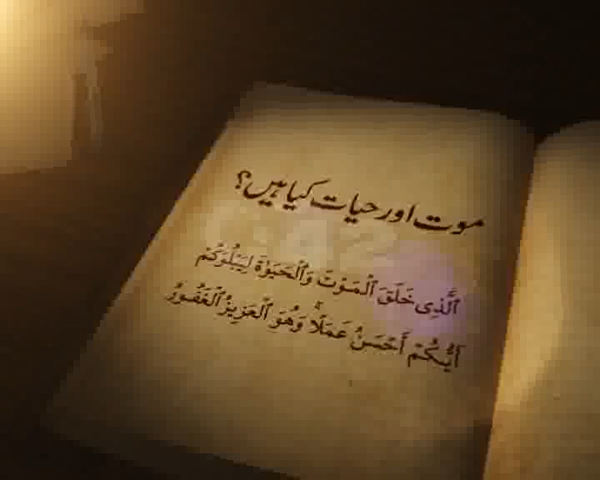 موت اور حیات کیا ہیں؟
ٱلَّذِى خَلَقَ ٱلْمَوْتَ وَٱلْحَيَوٰةَ لِيَبْلُوَكُمْ
أَيُّكُمْ أَحْسَنُ عَمَلًا ۚ وَهُوَ ٱلْعَزِيزُ ٱلْغَفُورُ